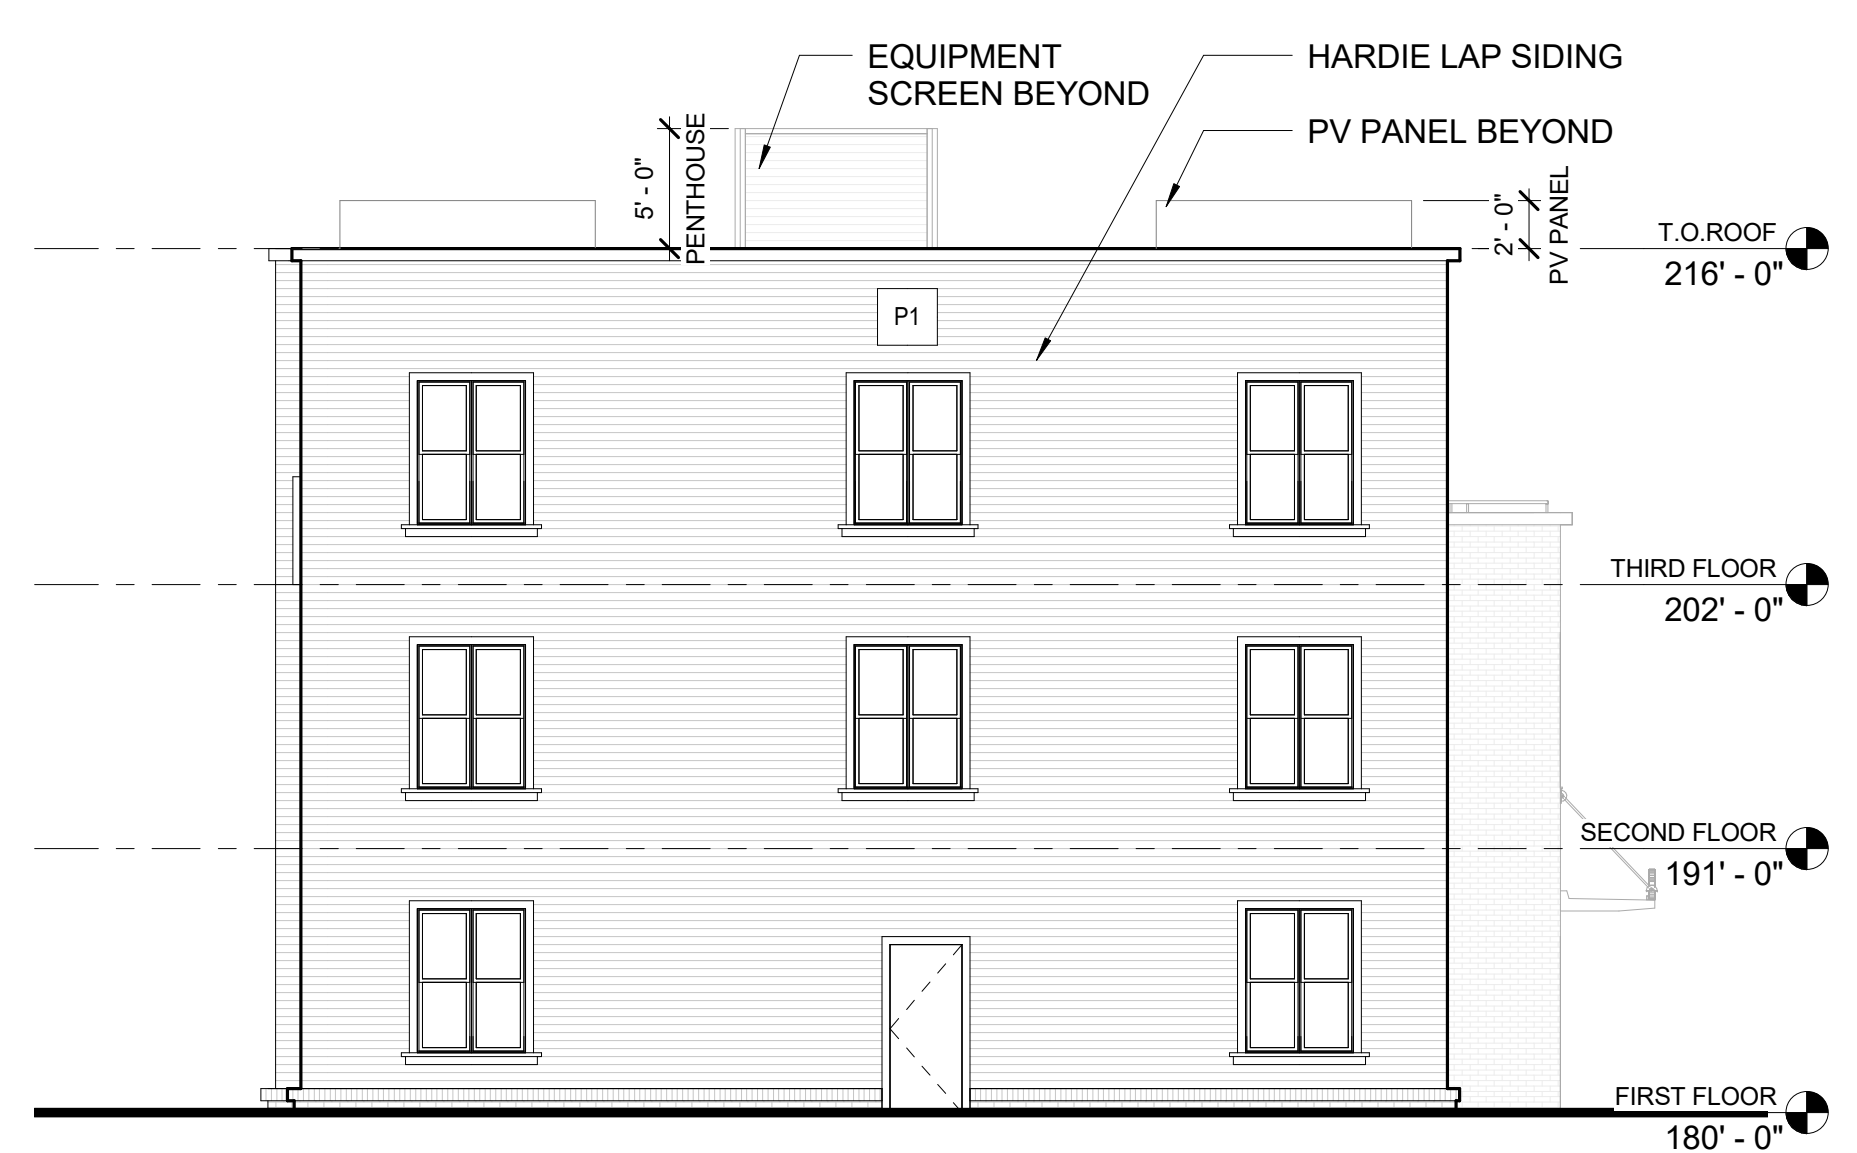 EQUIPMENT
SCREEN BEYOND
HARDIE LAP SIDING
PV PANEL BEYOND
5' - 0"
PENTHOUSE
2' - 0"
PV PANEL
T.O.ROOF
216' - 0"
P1
THIRD FLOOR
202' - 0"
SECOND FLOOR
191' - 0"
FIRST FLOOR
180' - 0"